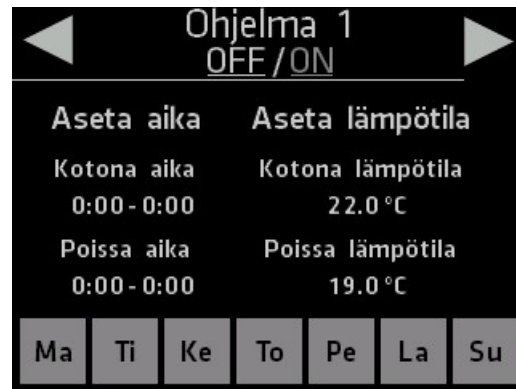 Ohjelma 1
OFF/ON
Aseta aika Aseta lämpötila
Kotona aika Kotona lämpötila
0:00-0:00 22.0 °C
Poissa aika Poissa lämpötila
0:00-0:00 19.0 °C
Ma Ti Ke To Pe La Su